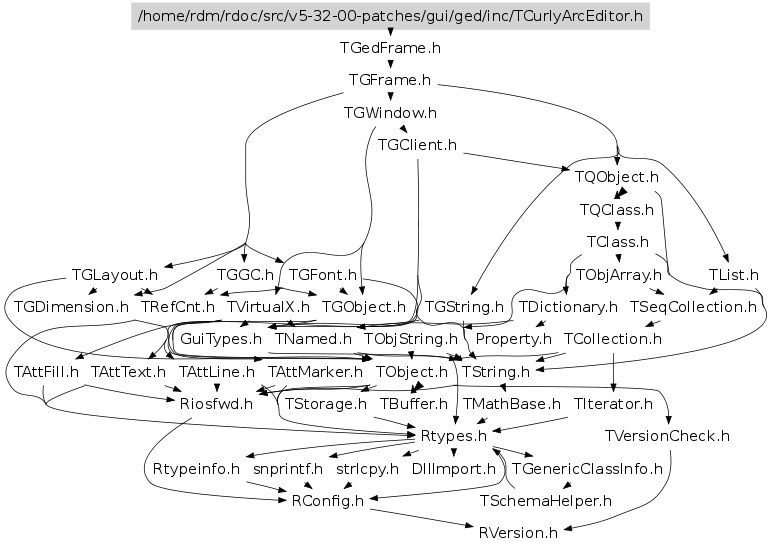 /home/rdm/rdoc/src/v5-32-00-patches/gui/ged/inc/TCurlyArcEditor.h
TGedFrame.h
TGFrame.h
TGWindow.h
TGClient.h
TQObject.h
TQClass.h
TClass.h
TGLayout.h TGGC.h TGFont.h TObjArray.h TList.h
TGDimension.h TRefCnt.h TVirtualX.h TGObject.h TGString.h TDictionary.h TSeqCollection.h
GuiTypes.h TNamed.h TObjString.h Property.h TCollection.h
TAttFill.h TAttText.h TAttLine.h TAttMarker.h TObject.h TString.h
Riosfwd.h TStorage.h TBuffer.h TMathBase.h TIterator.h
Rtypes.h TVersionCheck.h
Rtypeinfo.h snprintf.h strlcpy.h DllImport.h TGenericClassInfo.h
RConfig.h TSchemaHelper.h
RVersion.h